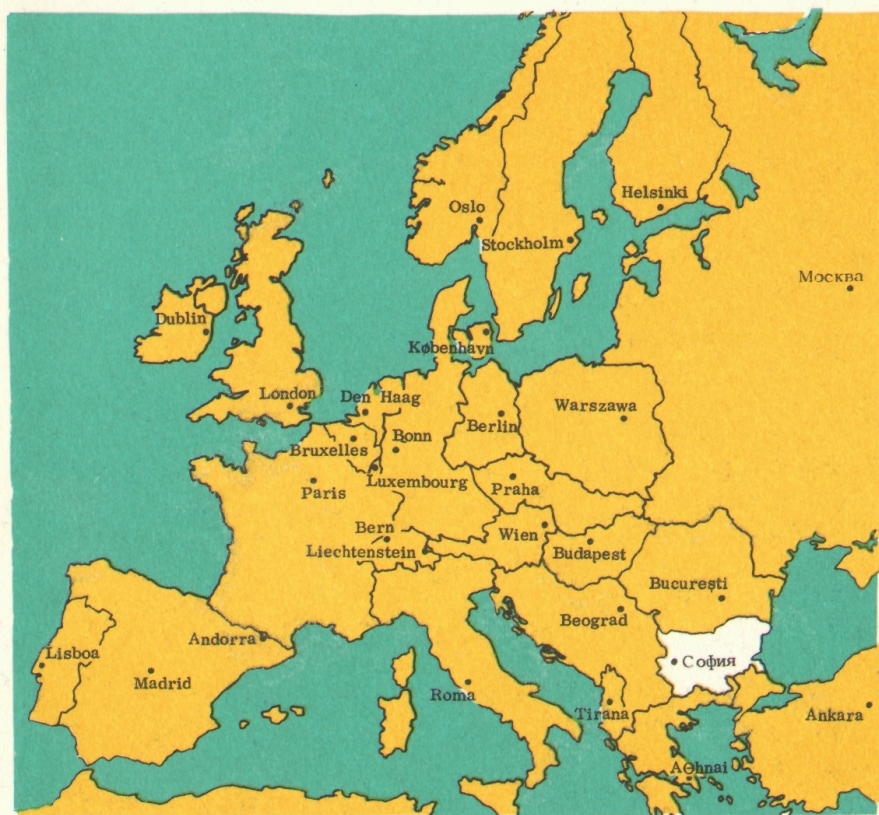 Helsinki
Oslo
Stockholm
Москва
Dublin
København
London
Den Haag
Warszawa
Berlin
Bonn
Bruxelles
Luxembourg
Praha
Paris
Bern
Wien
Liechtenstein
Budapest
București
Beograd
Andorra
Lisboa
София
Madrid
Roma
Tirana
Ankara
AΘhnai